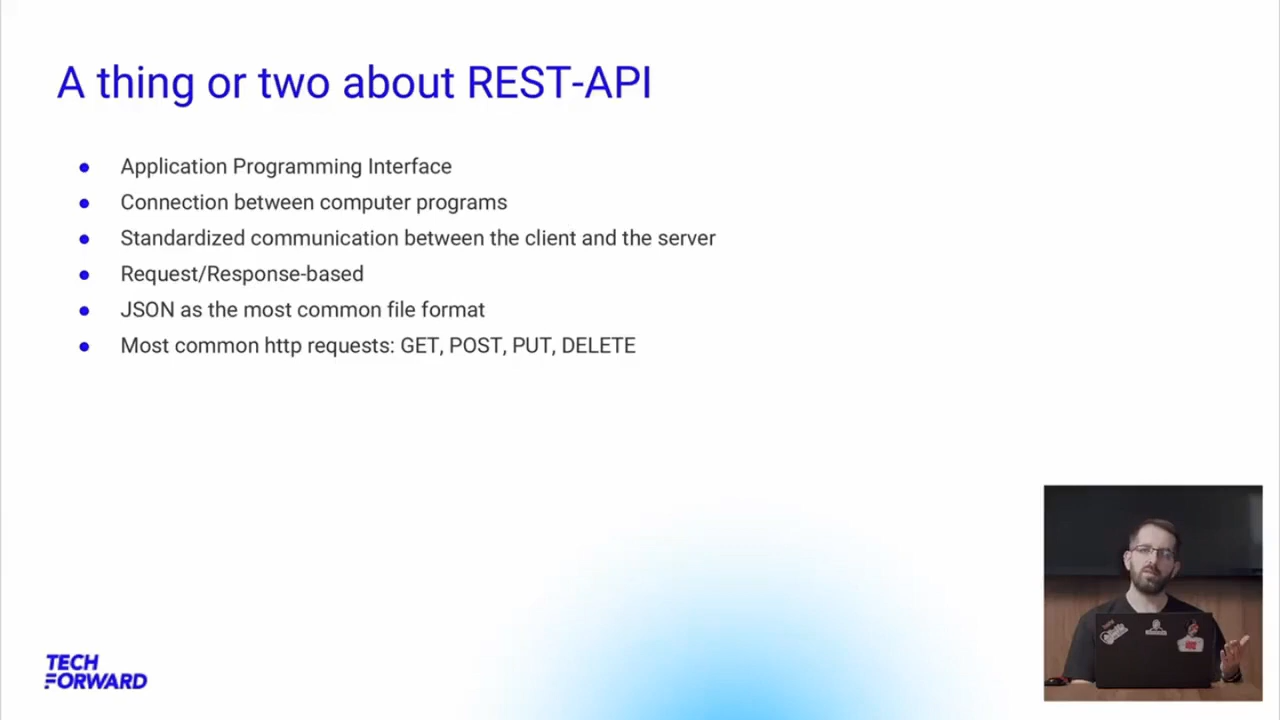 A thing or two about REST-API
Application Programming Interface
Connection between computer programs
Standardized communication between the client and the server
Request/Response-based
JSON as the most common file format
Most common http requests: GET, POST, PUT, DELETE
TECH
FORWARD